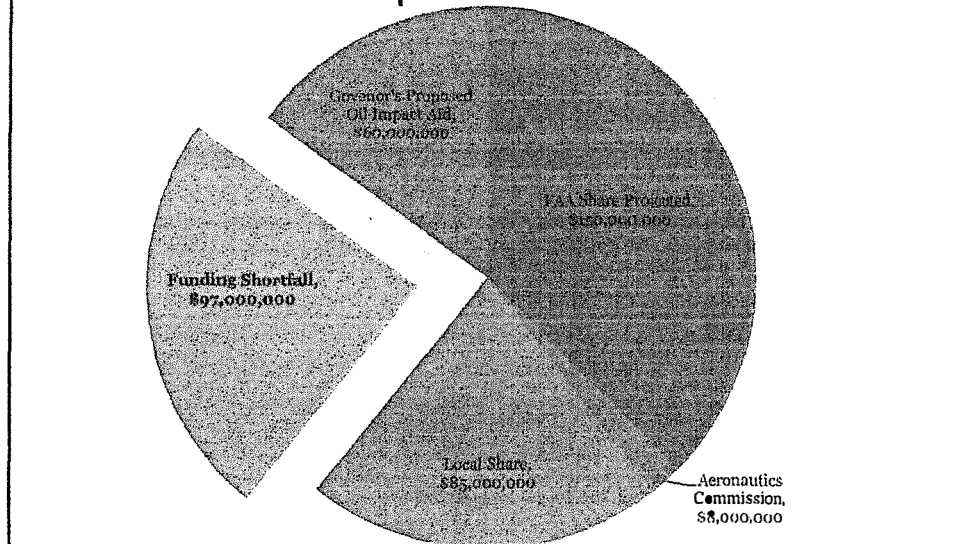 Govenor's Proposed
Oil Impact Aid,
$60,000,000
FAA Share Projected,
$150,000,000
Funding Shortfall,
$97,000,000
Local Share,
$85,000,000
Aeronautics
Commission,
$8,000,000